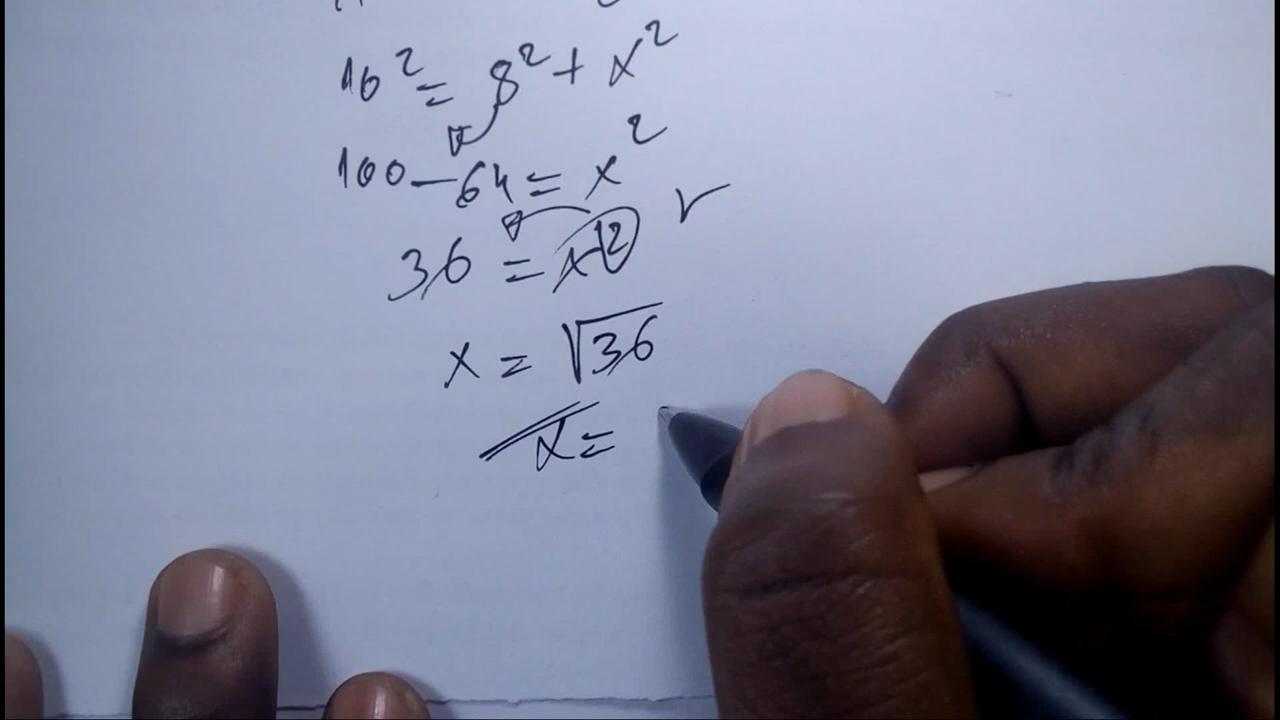 10² = 8² + x²
100 - 64 = x²
36 = x²
x = √36
x =